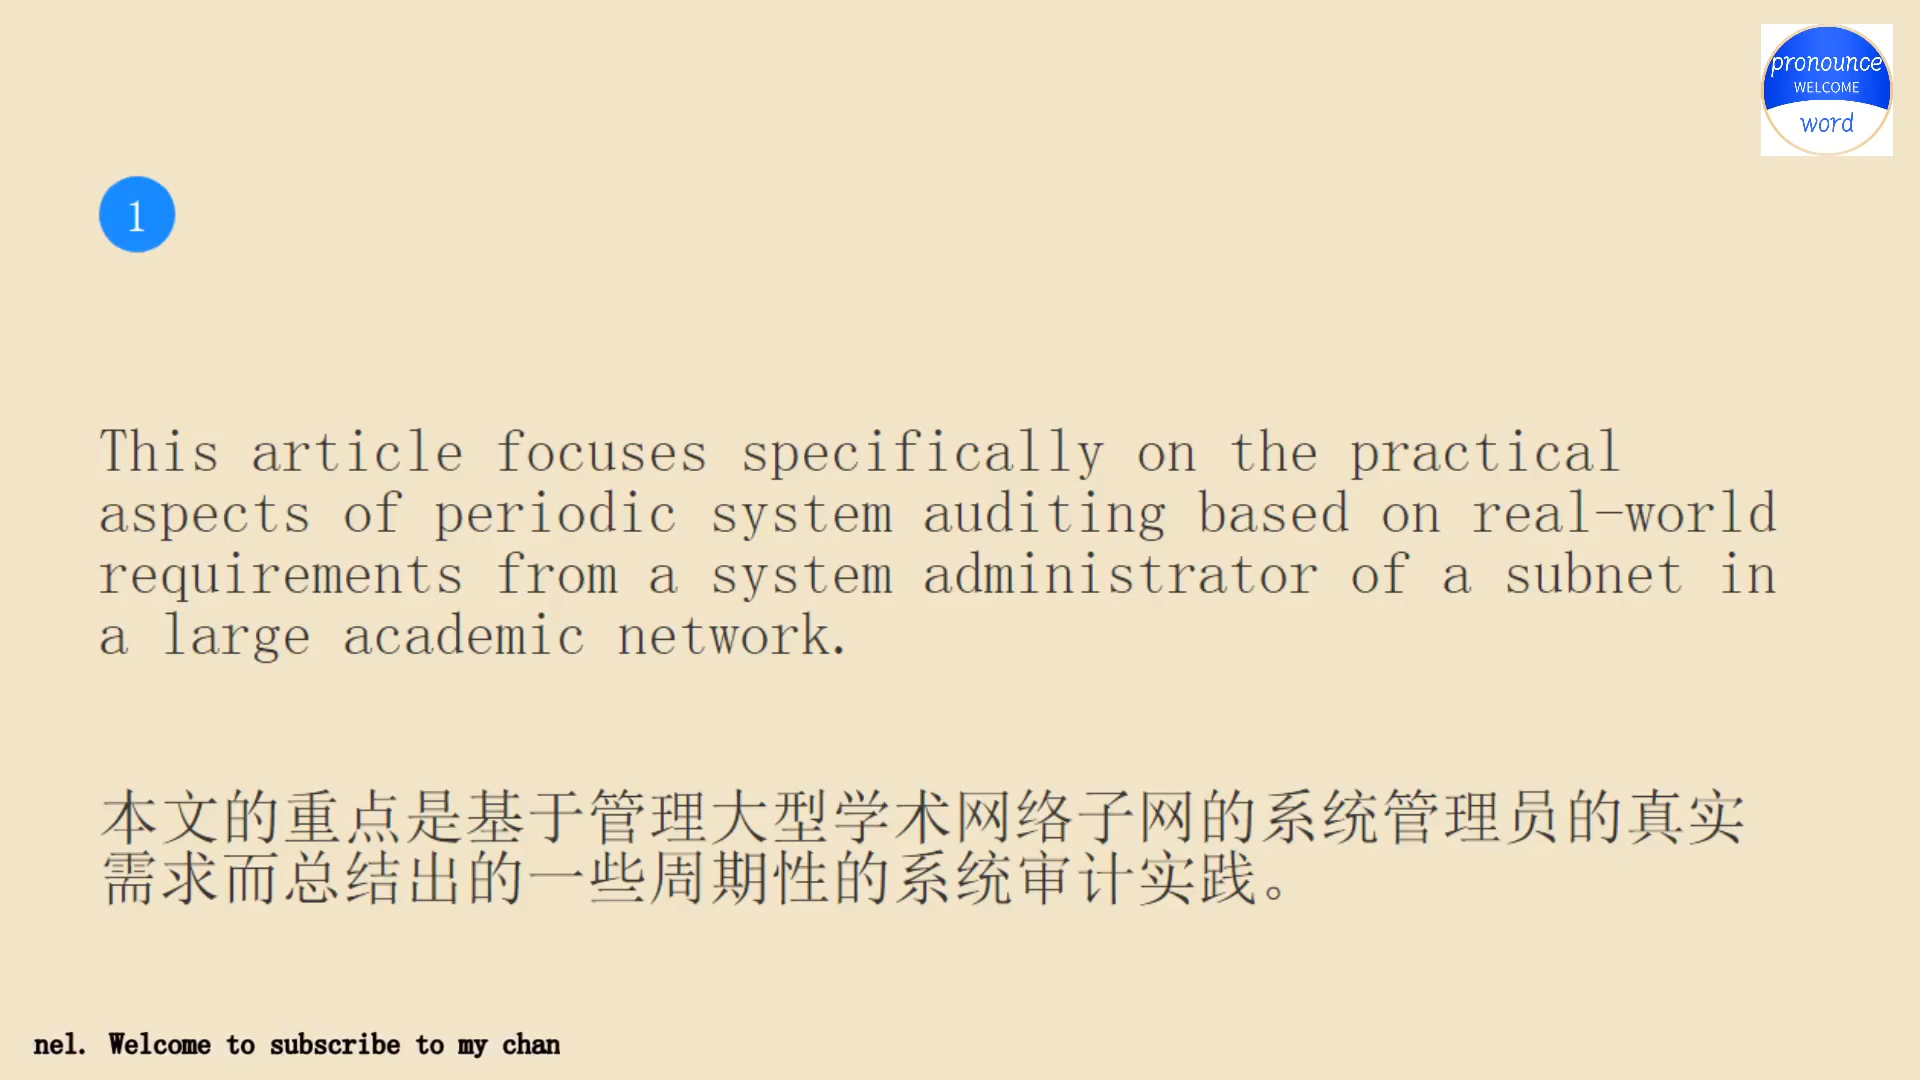 pronounce
WELCOME
word
1
This article focuses specifically on the practical
aspects of periodic system auditing based on real-world
requirements from a system administrator of a subnet in
a large academic network.
本文的重点是基于管理大型学术网络子网的系统管理员的真实
需求而总结出的一些周期性的系统审计实践。
nel. Welcome to subscribe to my chan